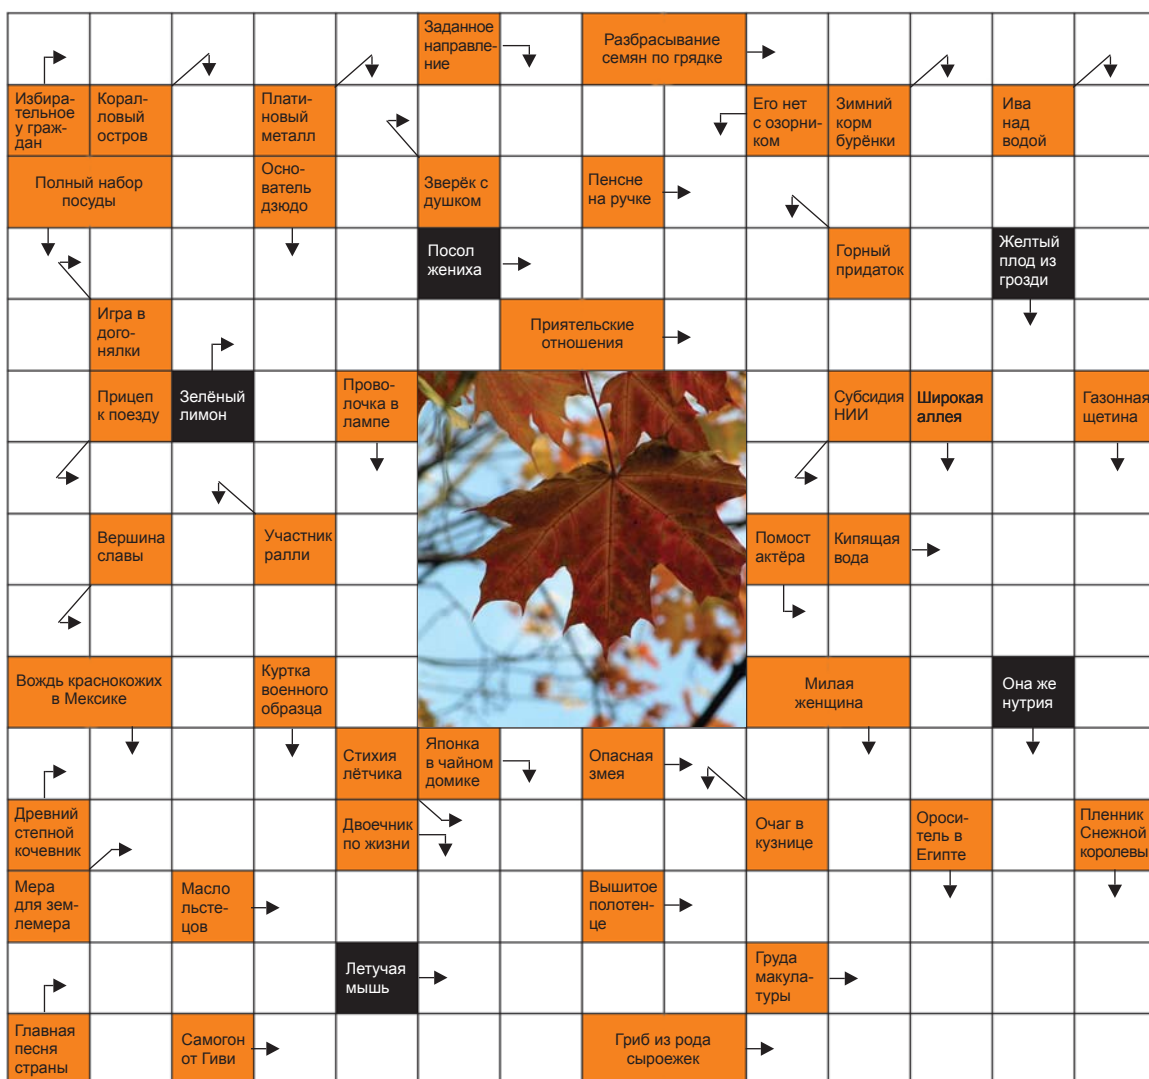 Заданное
направле-
ние
Разбрасывание
семян по грядке
Избира-
тельное
у граж-
дан
Корал-
ловый
остров
Плати-
новый
металл
Его нет
с озорни-
ком
Зимний
корм
бурёнки
Ива
над
водой
Полный набор
посуды
Осно-
ватель
дзюдо
Зверёк с
душком
Пенсне
на ручке
Посол
жениха
Горный
придаток
Желтый
плод из
грозди
Игра в
дого-
нялки
Приятельские
отношения
Прицеп
к поезду
Зелёный
лимон
Прово-
лочка в
лампе
Субсидия
НИИ
Широкая
аллея
Газонная
щетина
Вершина
славы
Участник
ралли
Помост
актёра
Кипящая
вода
Вождь краснокожих
в Мексике
Куртка
военного
образца
Милая
женщина
Она же
нутрия
Стихия
лётчика
Японка
в чайном
домике
Опасная
змея
Древний
степной
кочевник
Двоечник
по жизни
Очаг в
кузнице
Ороси-
тель в
Египте
Пленник
Снежной
королевы
Мера
для зем-
лемера
Масло
льсте-
цов
Вышитое
полотен-
це
Летучая
мышь
Груда
макула-
туры
Главная
песня
страны
Самогон
от Гиви
Гриб из рода
сыроежек